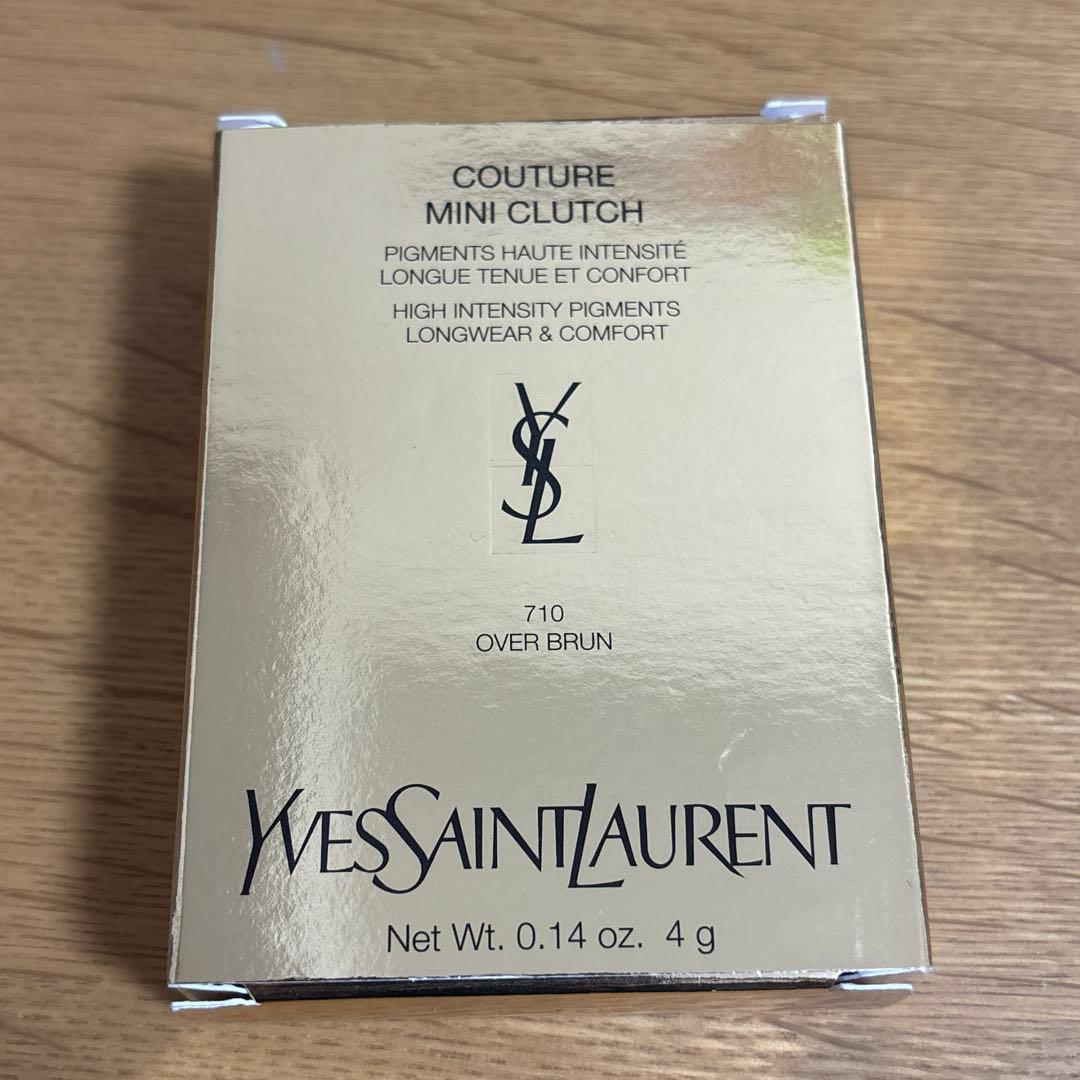 COUTURE
MINI CLUTCH
PIGMENTS HAUTE INTENSITÉ
LONGUE TENUE ET CONFORT
HIGH INTENSITY PIGMENTS
LONGWEAR & COMFORT
YSL
710
OVER BRUN
YVESSAINTLAURENT
Net Wt. 0.14 oz. 4 g